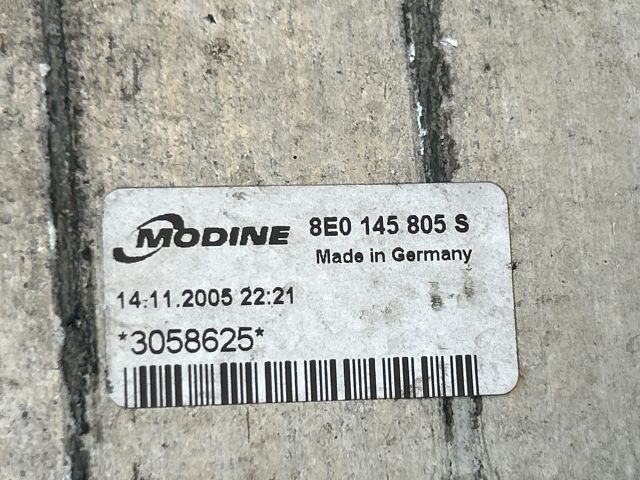 MODINE 8E0 145 805 S
Made in Germany
14.11.2005 22:21
*3058625*